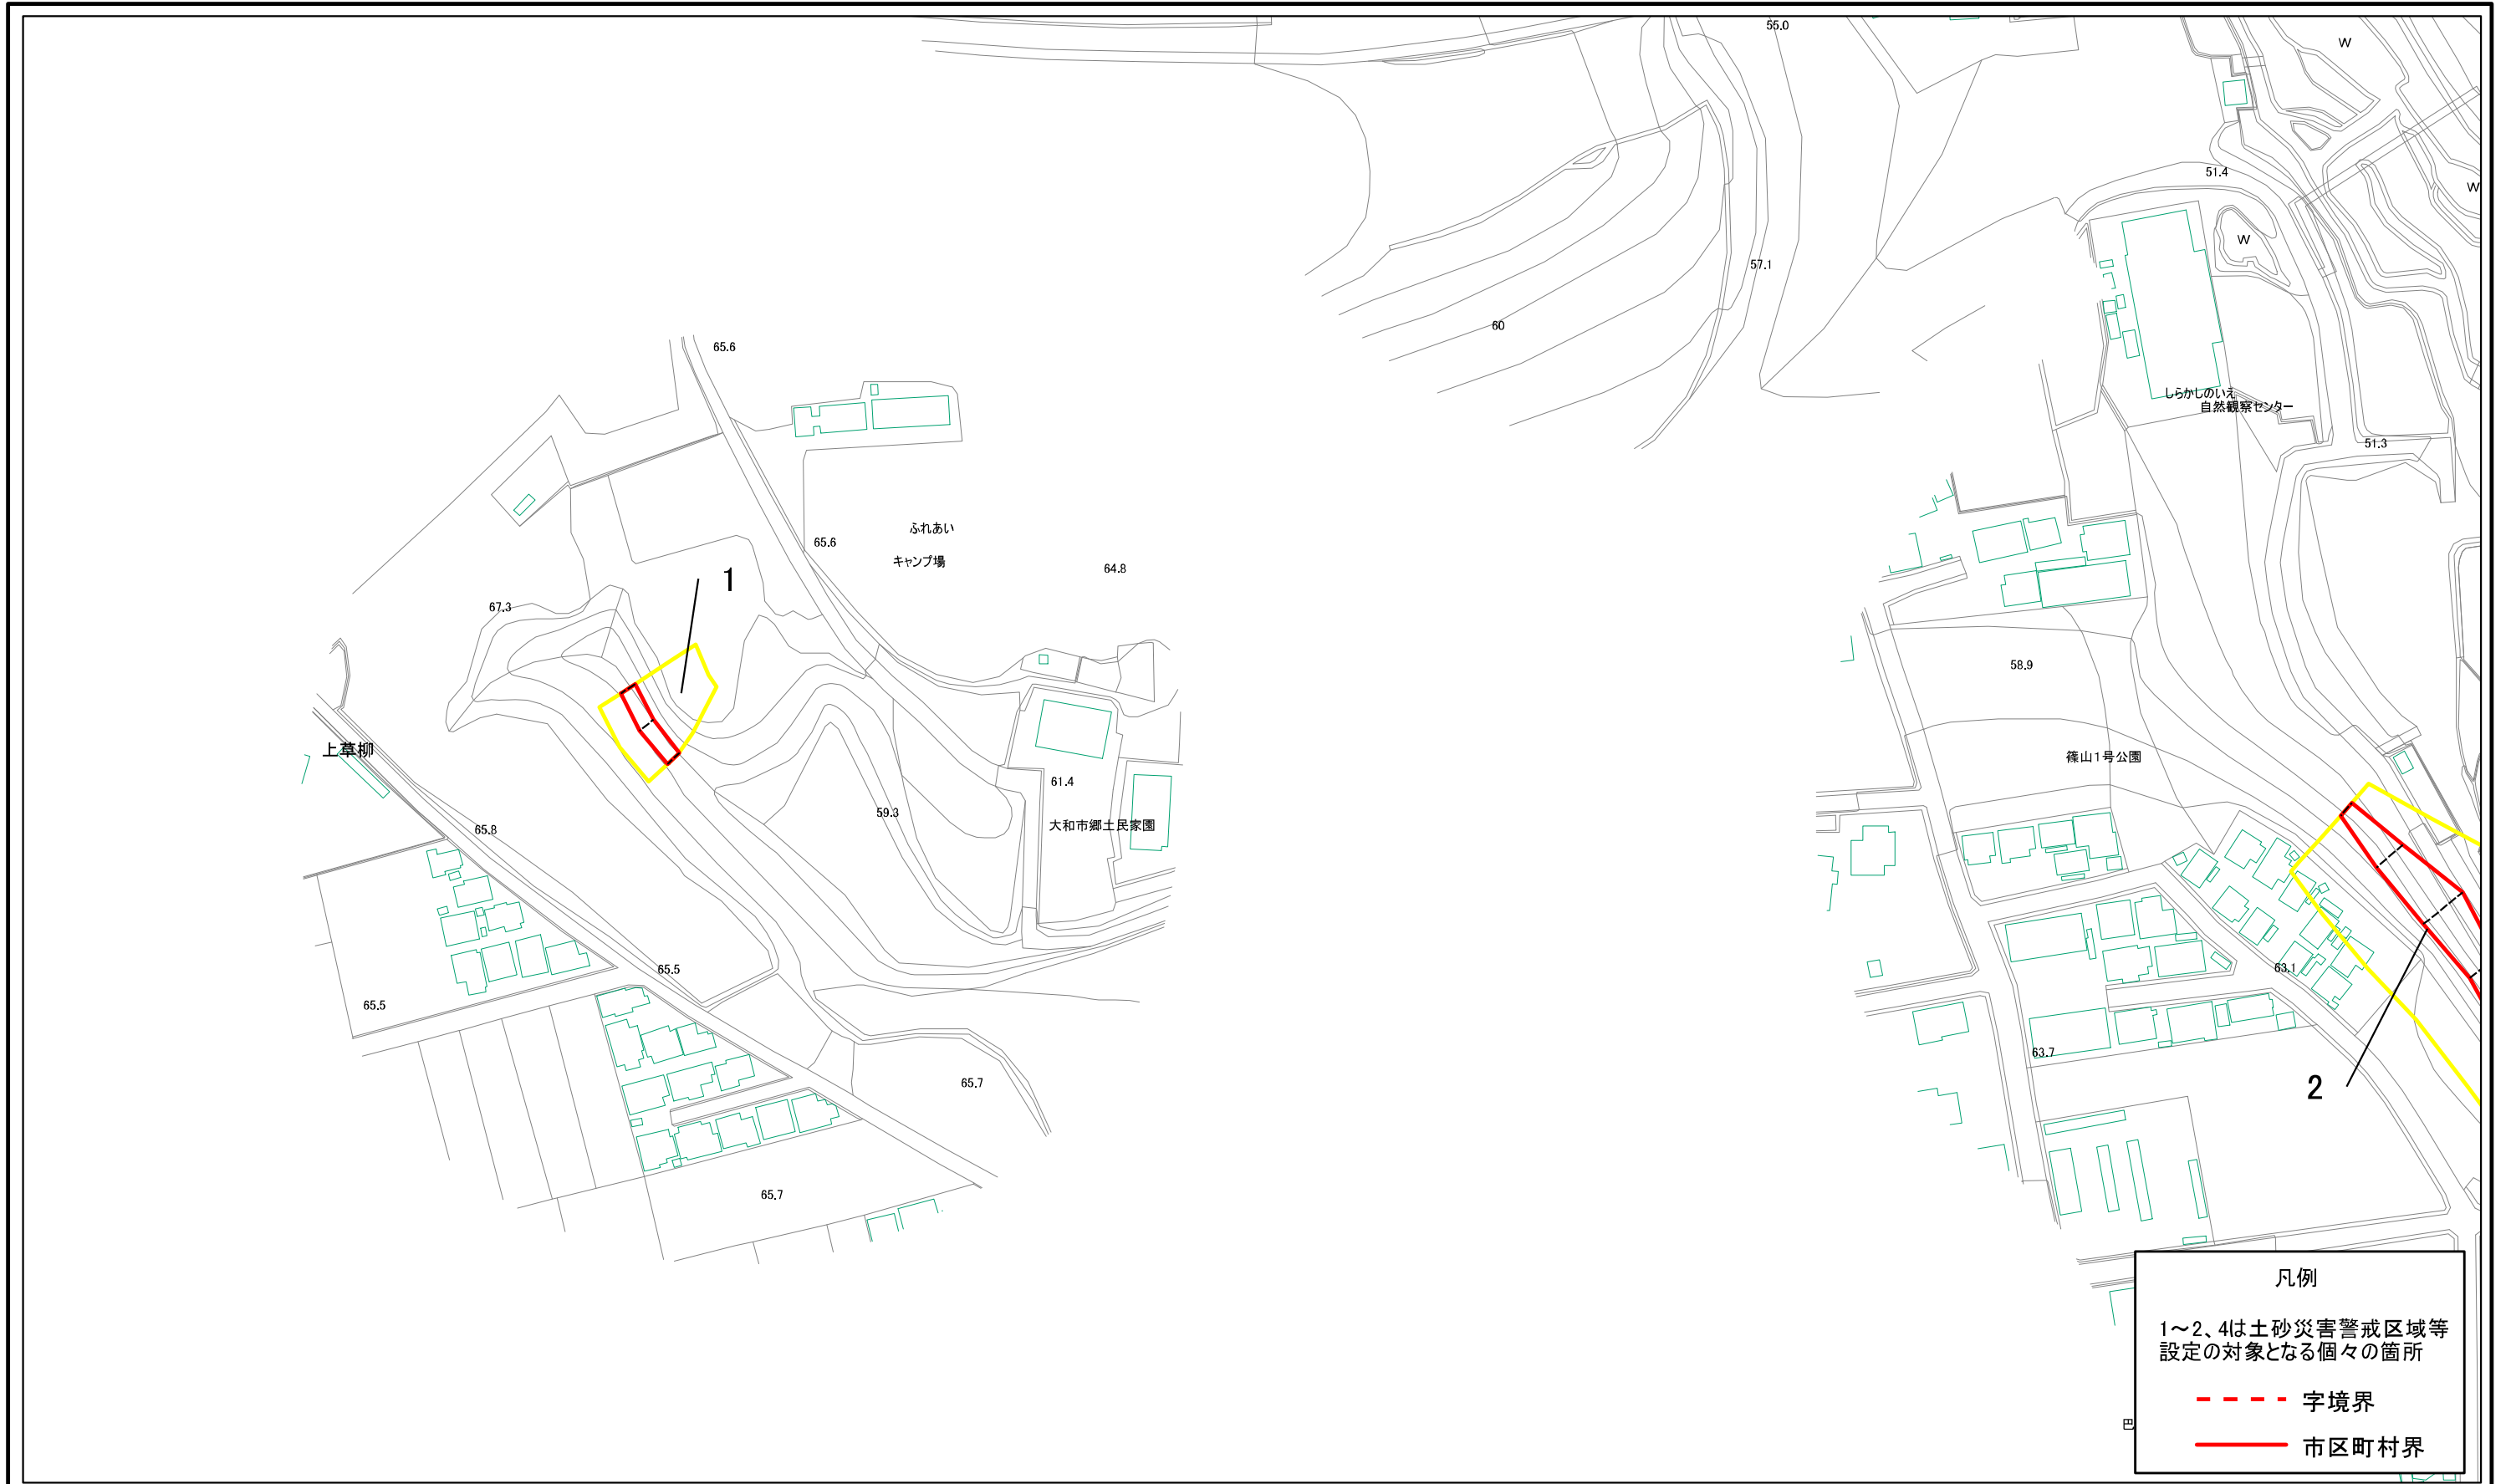 55.0
W
51.4
W
W
57.1
60
65.6
しらかしのいえ
自然観察センター
51.3
ふれあい
65.6
キャンプ場
64.8
1
67.3
58.9
上草柳
篠山1号公園
61.4
59.3
大和市郷土民家園
65.8
65.5
63.1
65.5
63.7
65.7
2
65.7
凡例
1～2、4は土砂災害警戒区域等
設定の対象となる個々の箇所
字境界
巴
市区町村界